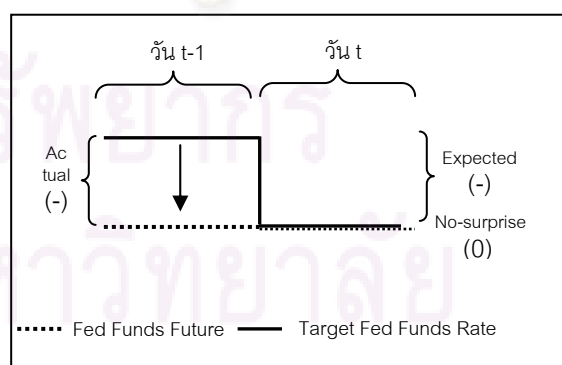 วัน t-1
วัน t
Ac
tual
(-)
Expected
(-)
No-surprise
(0)
Fed Funds Future
Target Fed Funds Rate